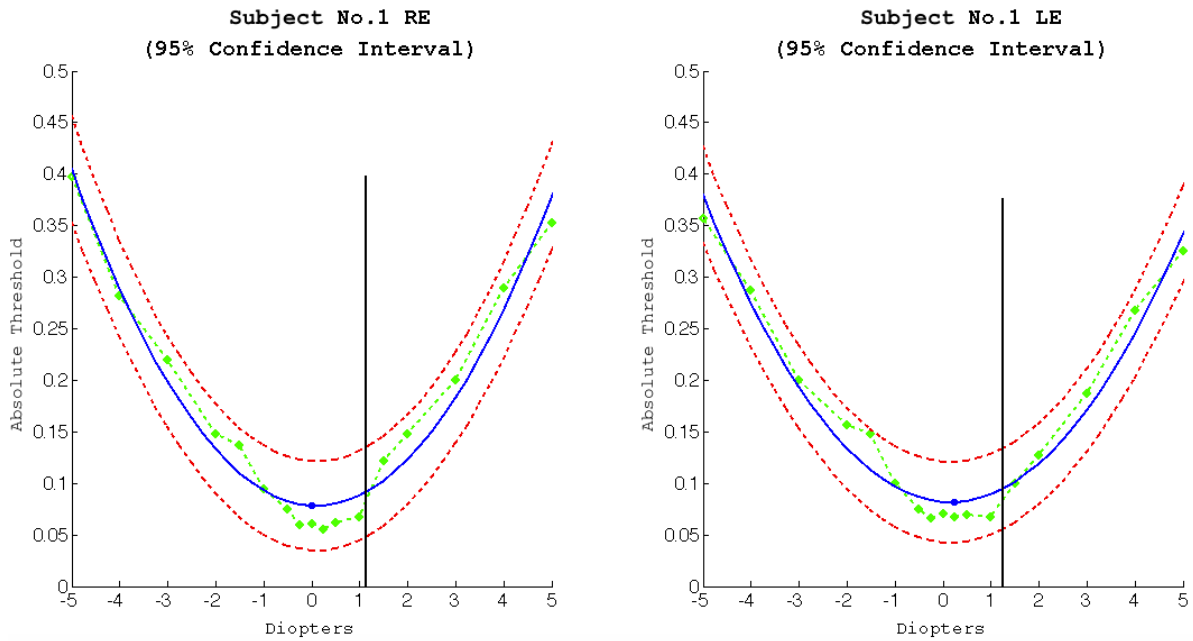 Subject No.1 RE
(95% Confidence Interval)
0.5
0.45
0.4
0.35
0.3
0.25
0.2
0.15
0.1
0.05
0
Absolute Threshold
-5 -4 -3 -2 -1 0 1 2 3 4 5
Diopters
Subject No.1 LE
(95% Confidence Interval)
0.5
0.45
0.4
0.35
0.3
0.25
0.2
0.15
0.1
0.05
0
Absolute Threshold
-5 -4 -3 -2 -1 0 1 2 3 4 5
Diopters